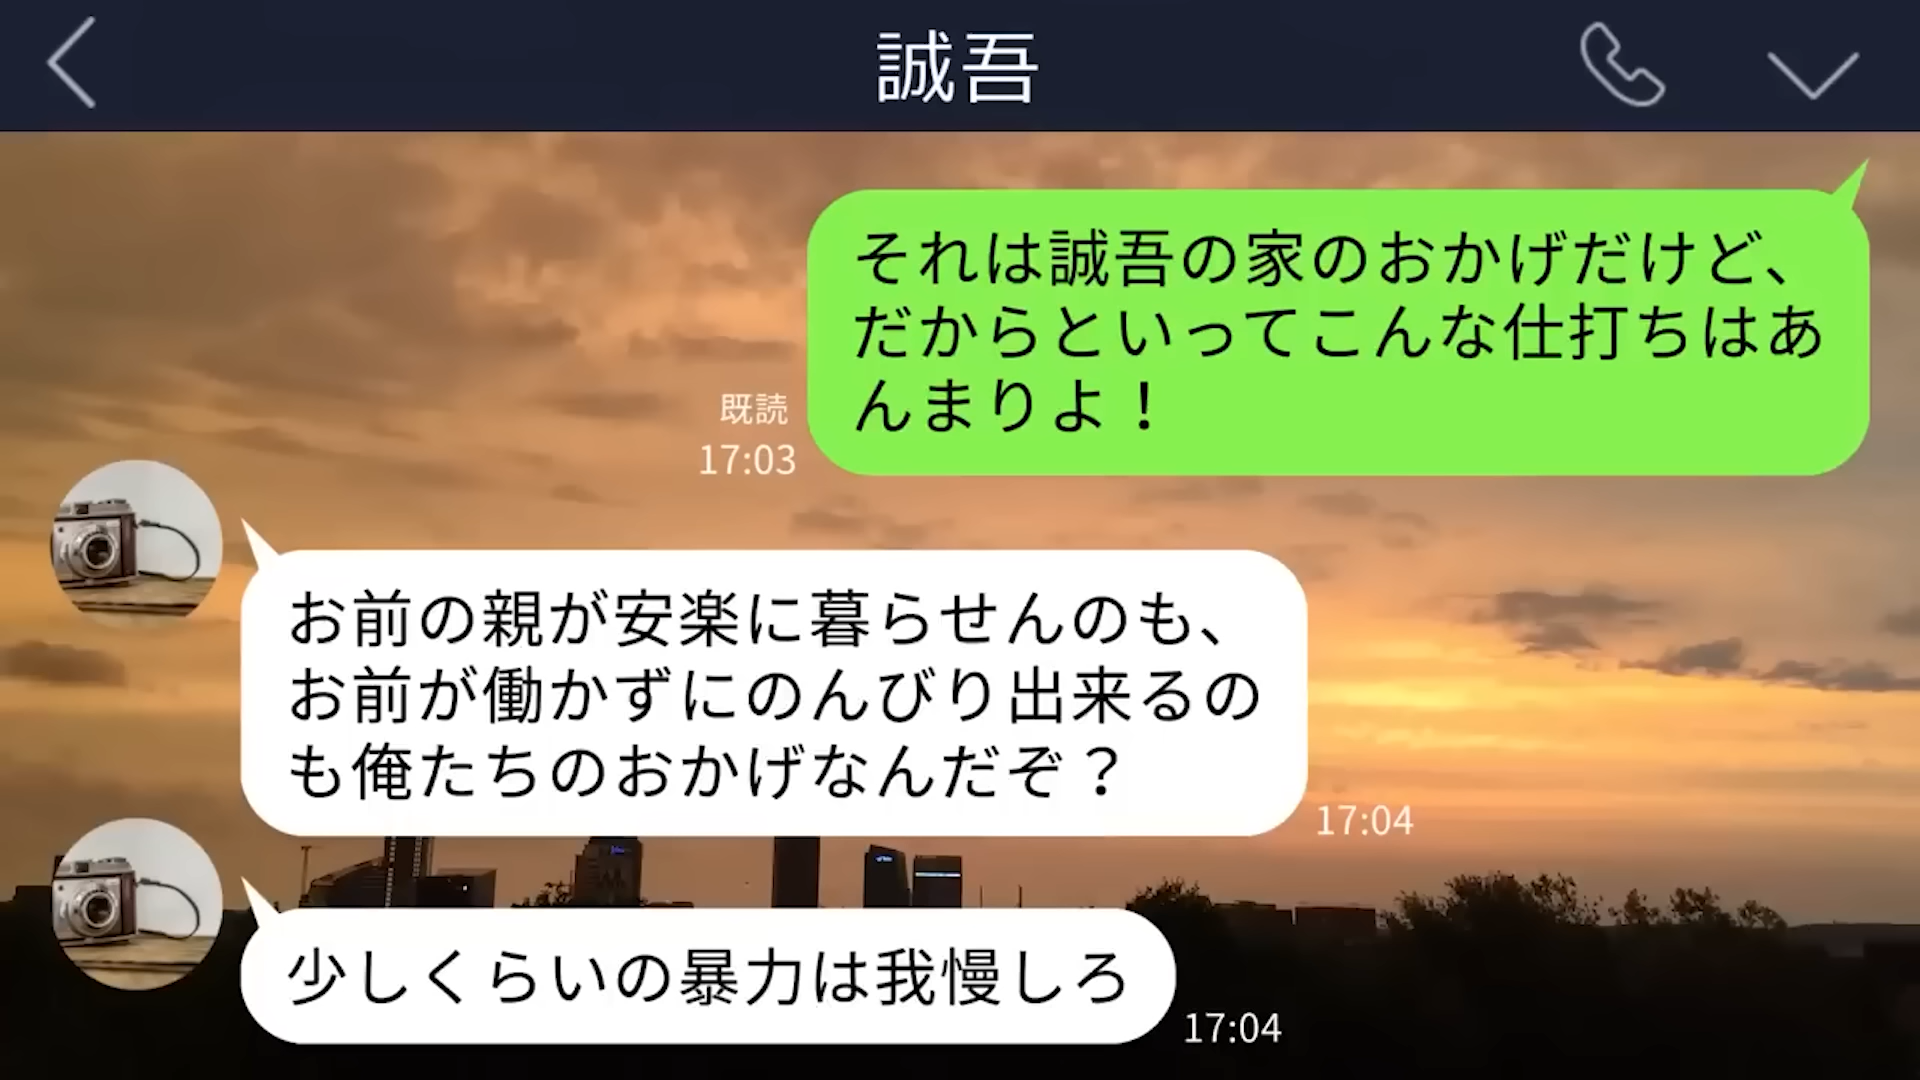 誠吾
それは誠吾の家のおかげだけど、
だからといってこんな仕打ちはあ
んまりよ！
既読
17:03
お前の親が安楽に暮らせんのも、
お前が働かずにのんびり出来るの
も俺たちのおかげなんだぞ？
17:04
少しくらいの暴力は我慢しろ
17:04